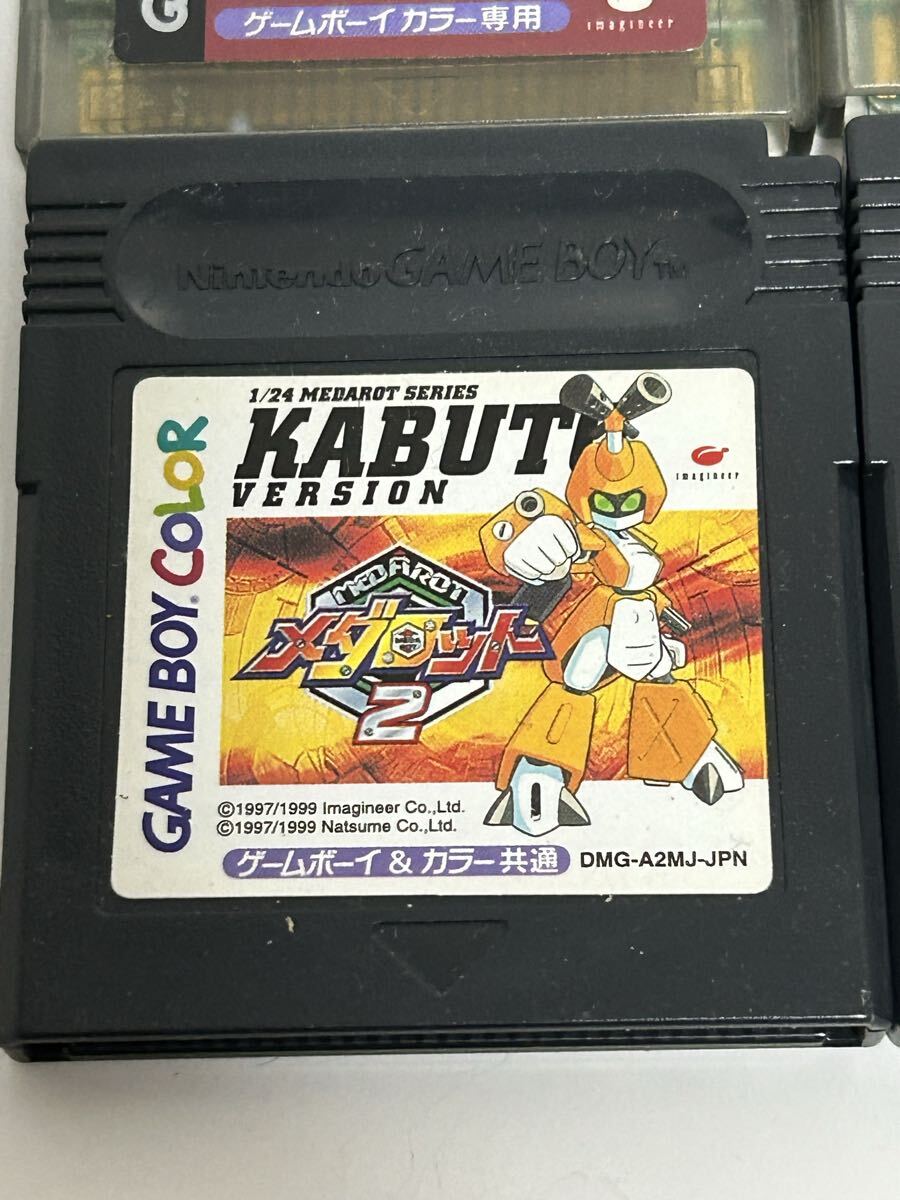 G
ゲームボーイカラー専用
imagineer
Nintendo GAME BOY™
1/24 MEDAROT SERIES
KABUTO
VERSION
imagineer
GAME BOY COLOR
MEDAROT
メダロット
2
©1997/1999 Imagineer Co.,Ltd.
©1997/1999 Natsume Co.,Ltd.
ゲームボーイ&カラー共通
DMG-A2MJ-JPN